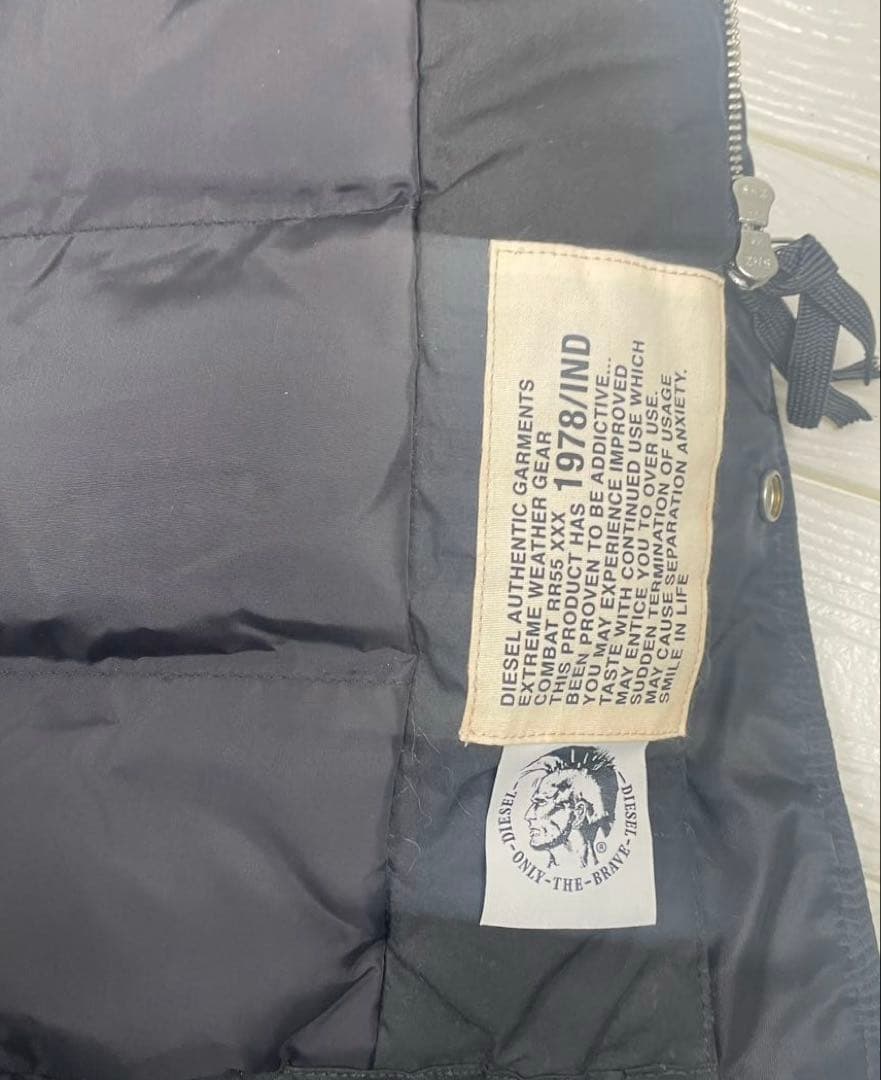 DIESEL AUTHENTIC GARMENTS
EXTREME WEATHER GEAR
COMBAT RR55 XXX 1978/IND
THIS PRODUCT HAS
BEEN PROVEN TO BE ADDICTIVE...
YOU MAY EXPERIENCE IMPROVED
TASTE WITH CONTINUED USE WHICH
MAY ENTICE YOU TO OVER USE.
SUDDEN TERMINATION OF USAGE
MAY CAUSE SEPARATION ANXIETY.
SMILE IN LIFE
DIESEL-ONLY-THE-BRAVE-DIESEL
®